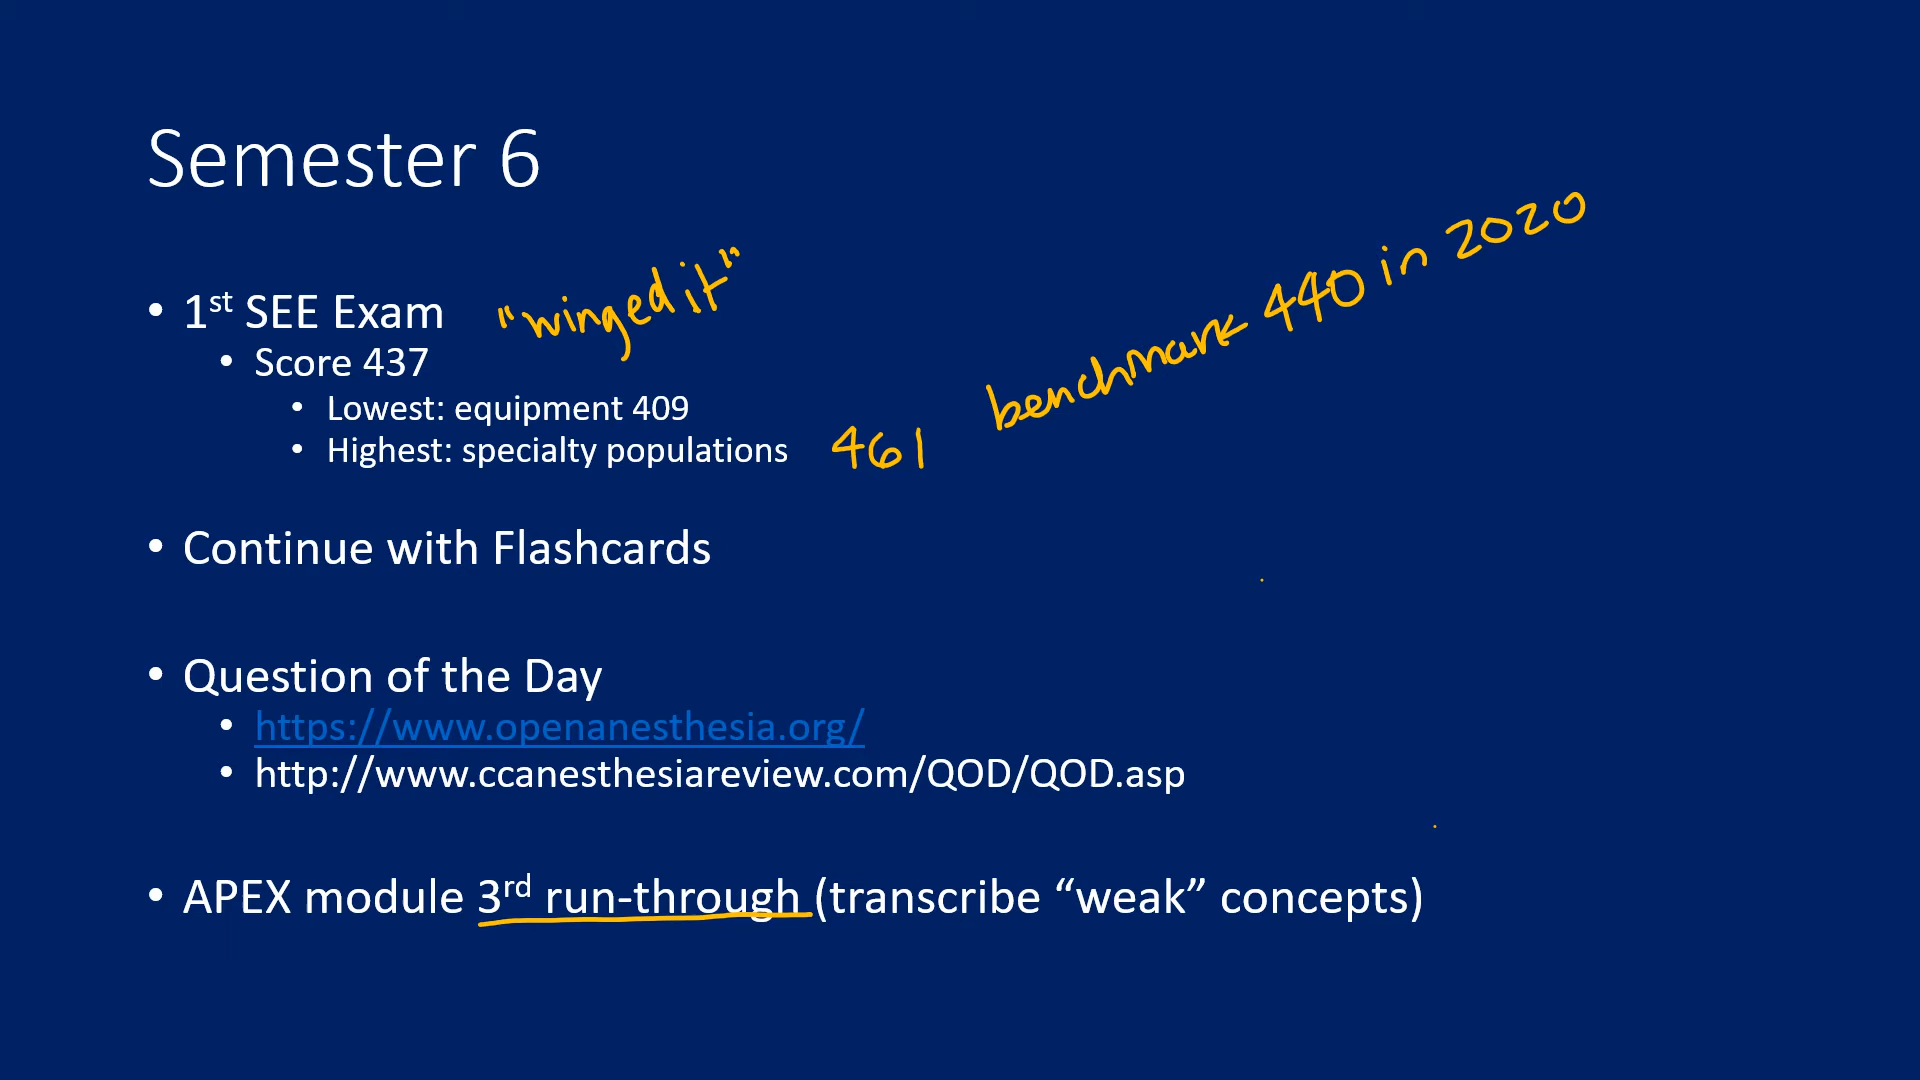 Semester 6
• 1st SEE Exam "winged it"
benchmark 440 in 2020
• Score 437
• Lowest: equipment 409
• Highest: specialty populations 461
• Continue with Flashcards
• Question of the Day
• https://www.openanesthesia.org/
• http://www.ccanesthesiareview.com/QOD/QOD.asp
• APEX module 3rd run-through (transcribe “weak” concepts)